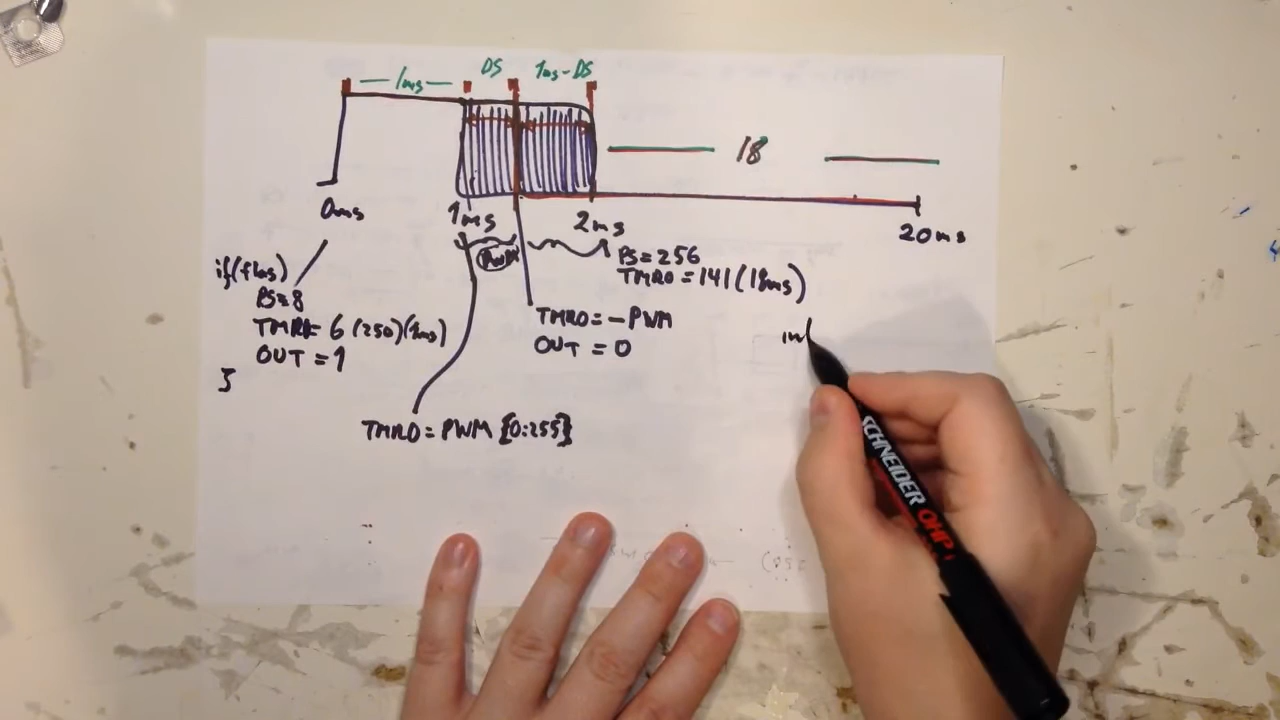 1ms DS 1ms-DS
18
0ms 1ms 2ms 20ms
PWM
PS=256
TMR0=141(18ms)
if(flag)
PS=8
TMR0=6(250)(1ms)
OUT=1
}
TMR0=-PWM
OUT=0
TMR0=PWM {0:255}
SCHNEIDER OHP